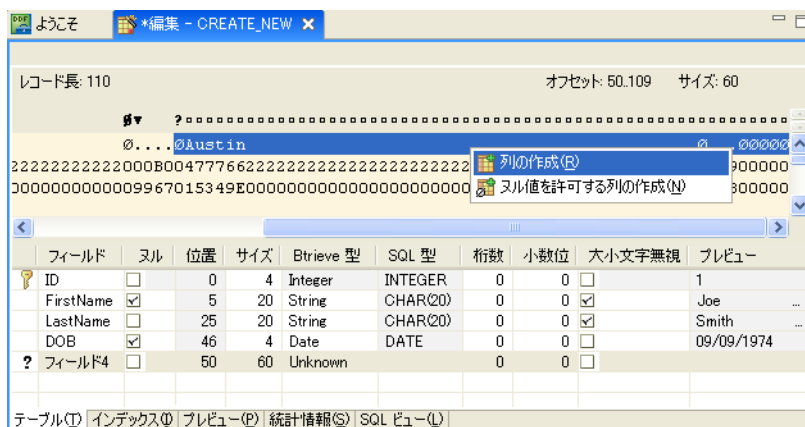 ようこそ *編集 - CREATE_NEW
レコード長: 110 オフセット: 50..109 サイズ: 60
Ø....ØAustin
列の作成(R)
ヌル値を許可する列の作成(N)
フィールド ヌル 位置 サイズ Btrieve 型 SQL 型 桁数 小数位 大小文字無視 プレビュー
ID 0 4 Integer INTEGER 0 0 1
FirstName 5 20 String CHAR(20) 0 0 Joe ...
LastName 25 20 String CHAR(20) 0 0 Smith ...
DOB 46 4 Date DATE 0 0 09/09/1974
? フィールド4 50 60 Unknown 0 0
テーブル(T) インデックス(I) プレビュー(P) 統計情報(S) SQL ビュー(L)